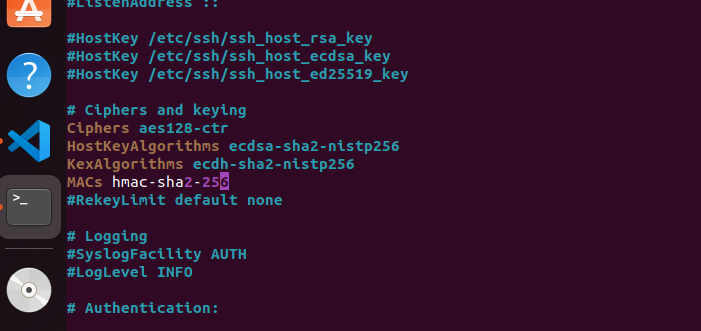 #ListenAddress ::
#HostKey /etc/ssh/ssh_host_rsa_key
#HostKey /etc/ssh/ssh_host_ecdsa_key
#HostKey /etc/ssh/ssh_host_ed25519_key
# Ciphers and keying
Ciphers aes128-ctr
HostKeyAlgorithms ecdsa-sha2-nistp256
KexAlgorithms ecdh-sha2-nistp256
MACs hmac-sha2-256
#RekeyLimit default none
# Logging
#SyslogFacility AUTH
#LogLevel INFO
# Authentication: